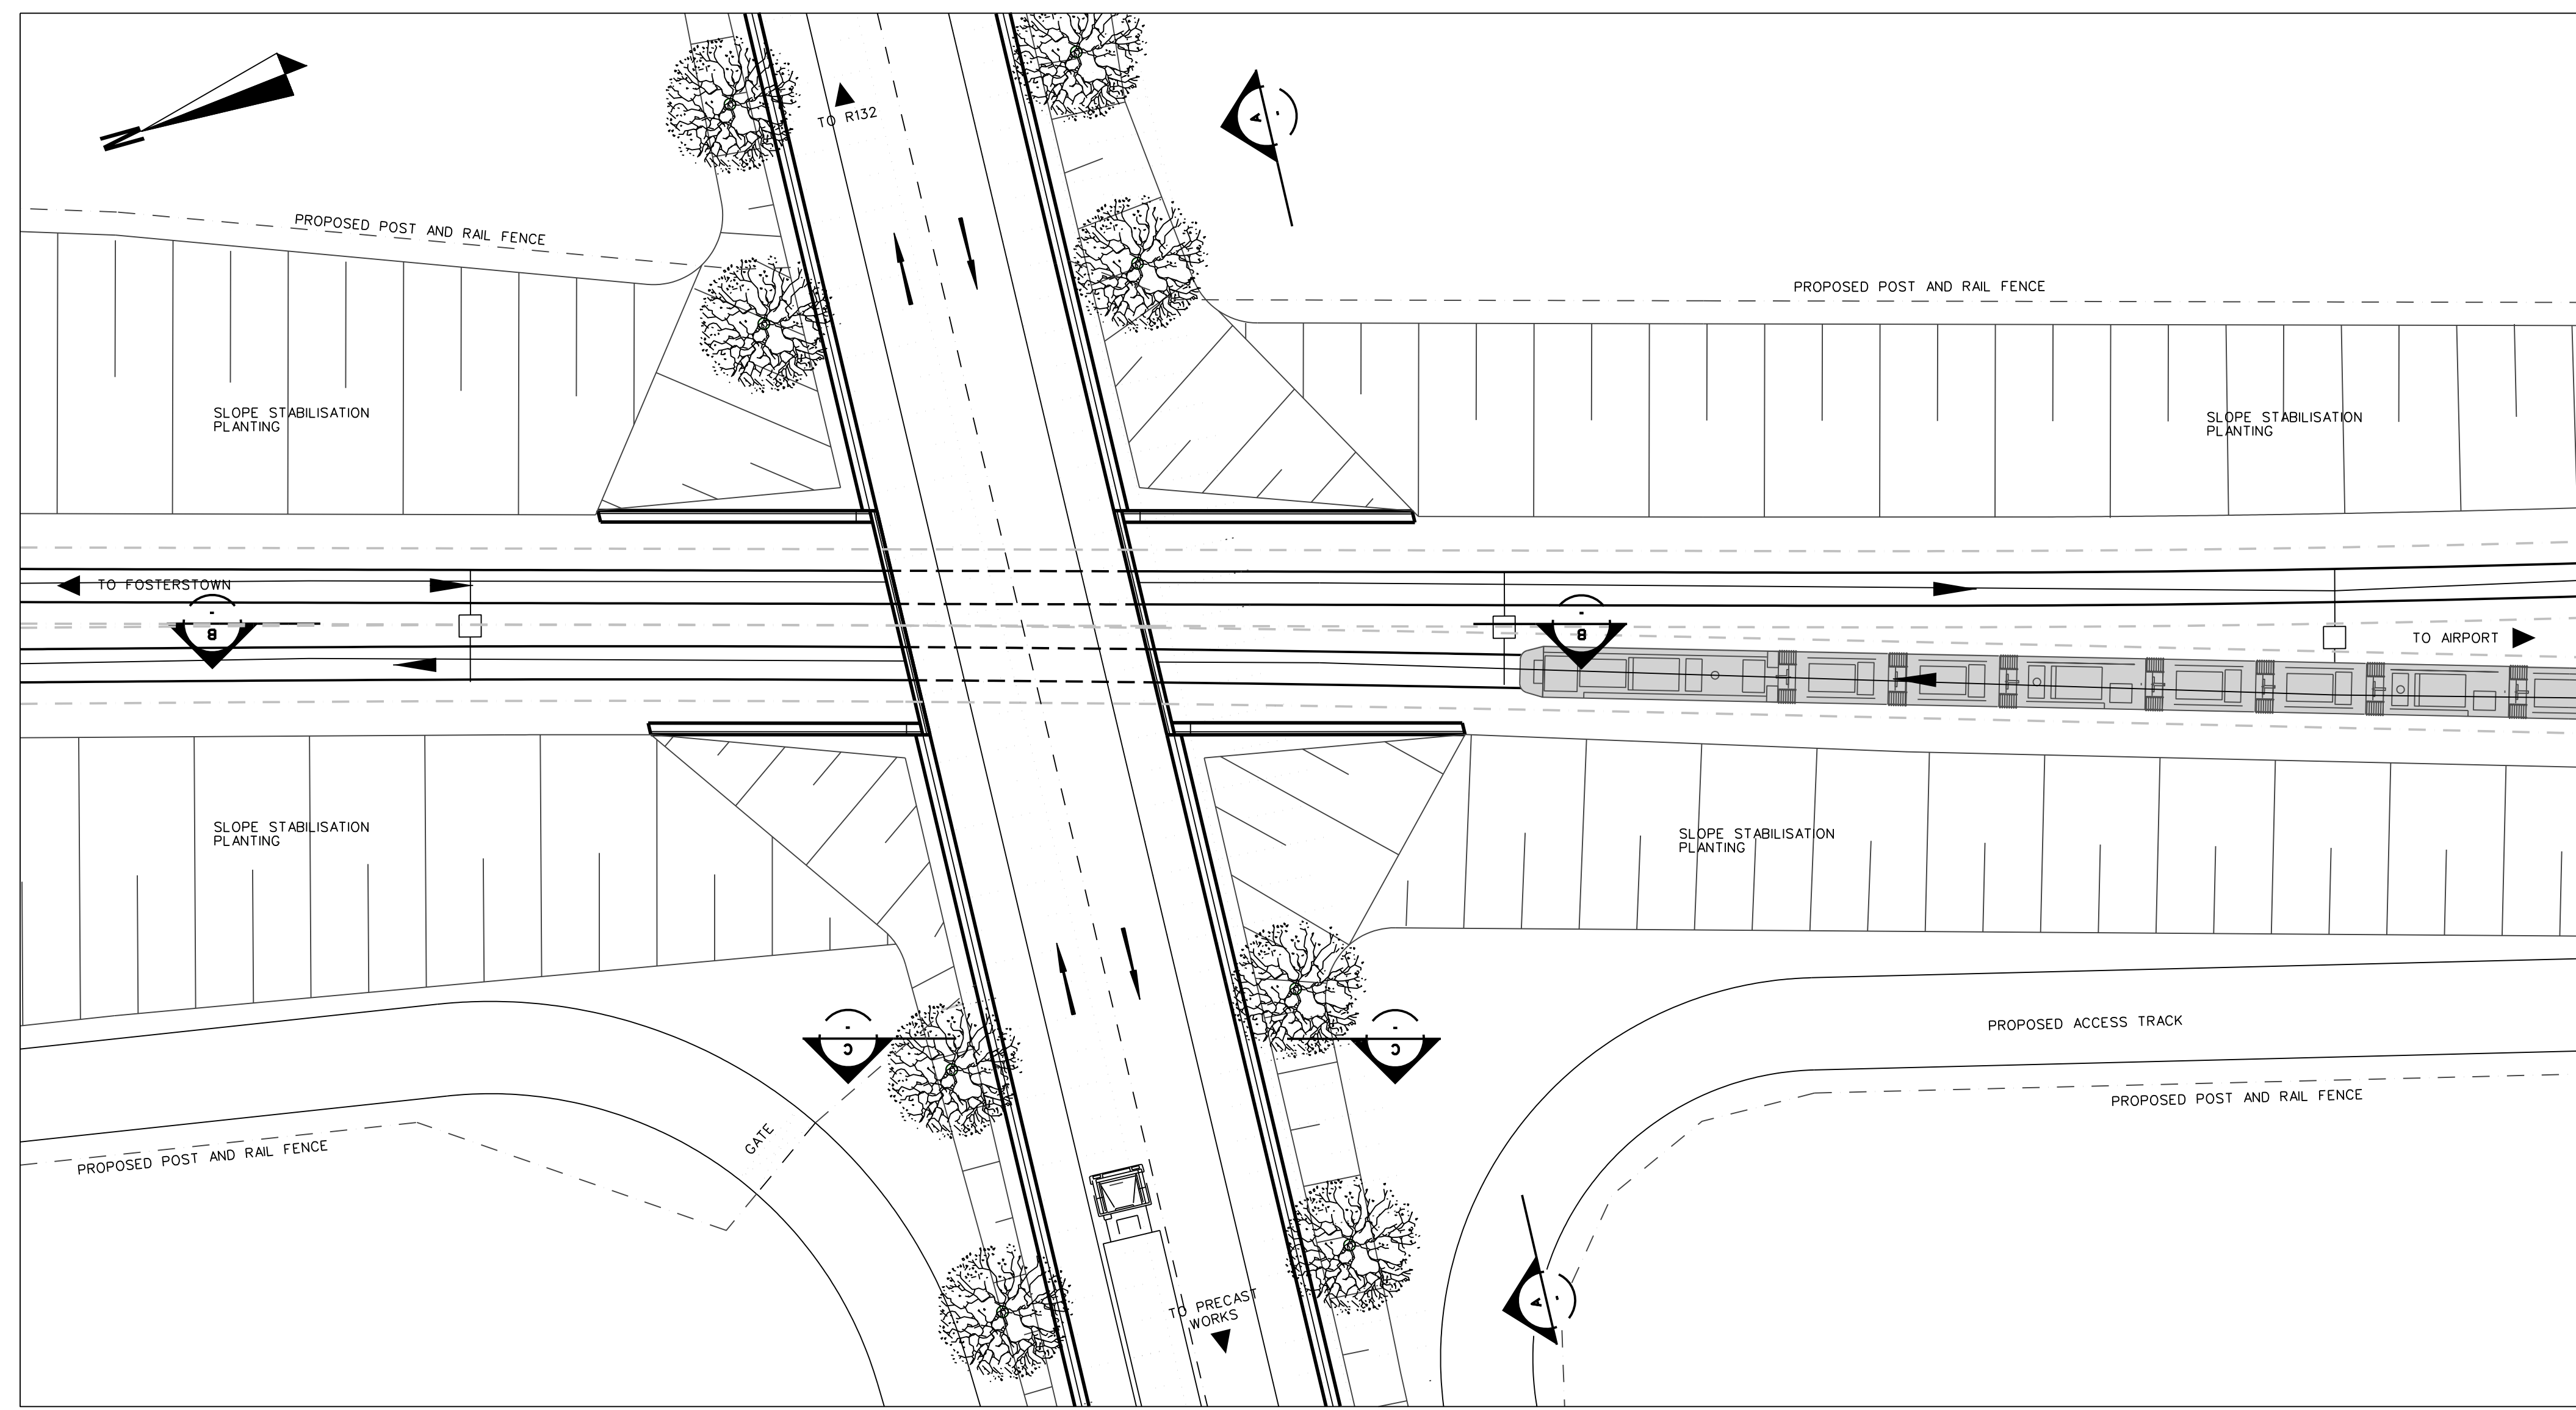 N
TO R132
A
-
PROPOSED POST AND RAIL FENCE
PROPOSED POST AND RAIL FENCE
SLOPE STABILISATION
PLANTING
SLOPE STABILISATION
PLANTING
TO FOSTERSTOWN
-
B
-
B
TO AIRPORT
SLOPE STABILISATION
PLANTING
SLOPE STABILISATION
PLANTING
-
C
-
C
PROPOSED ACCESS TRACK
PROPOSED POST AND RAIL FENCE
GATE
PROPOSED POST AND RAIL FENCE
TO PRECAST
WORKS
A
-